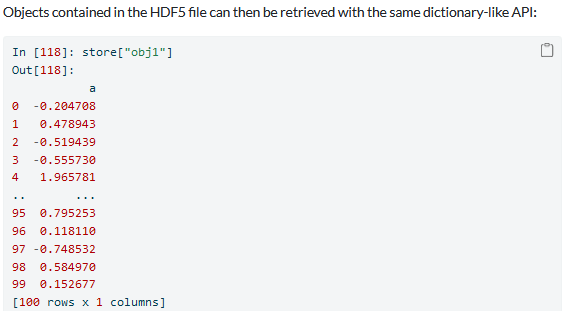 Objects contained in the HDF5 file can then be retrieved with the same dictionary-like API:
In [118]: store["obj1"]
Out[118]:
           a
0  -0.204708
1   0.478943
2  -0.519439
3  -0.555730
4   1.965781
..       ...
95  0.795253
96  0.118110
97 -0.748532
98  0.584970
99  0.152677
[100 rows x 1 columns]